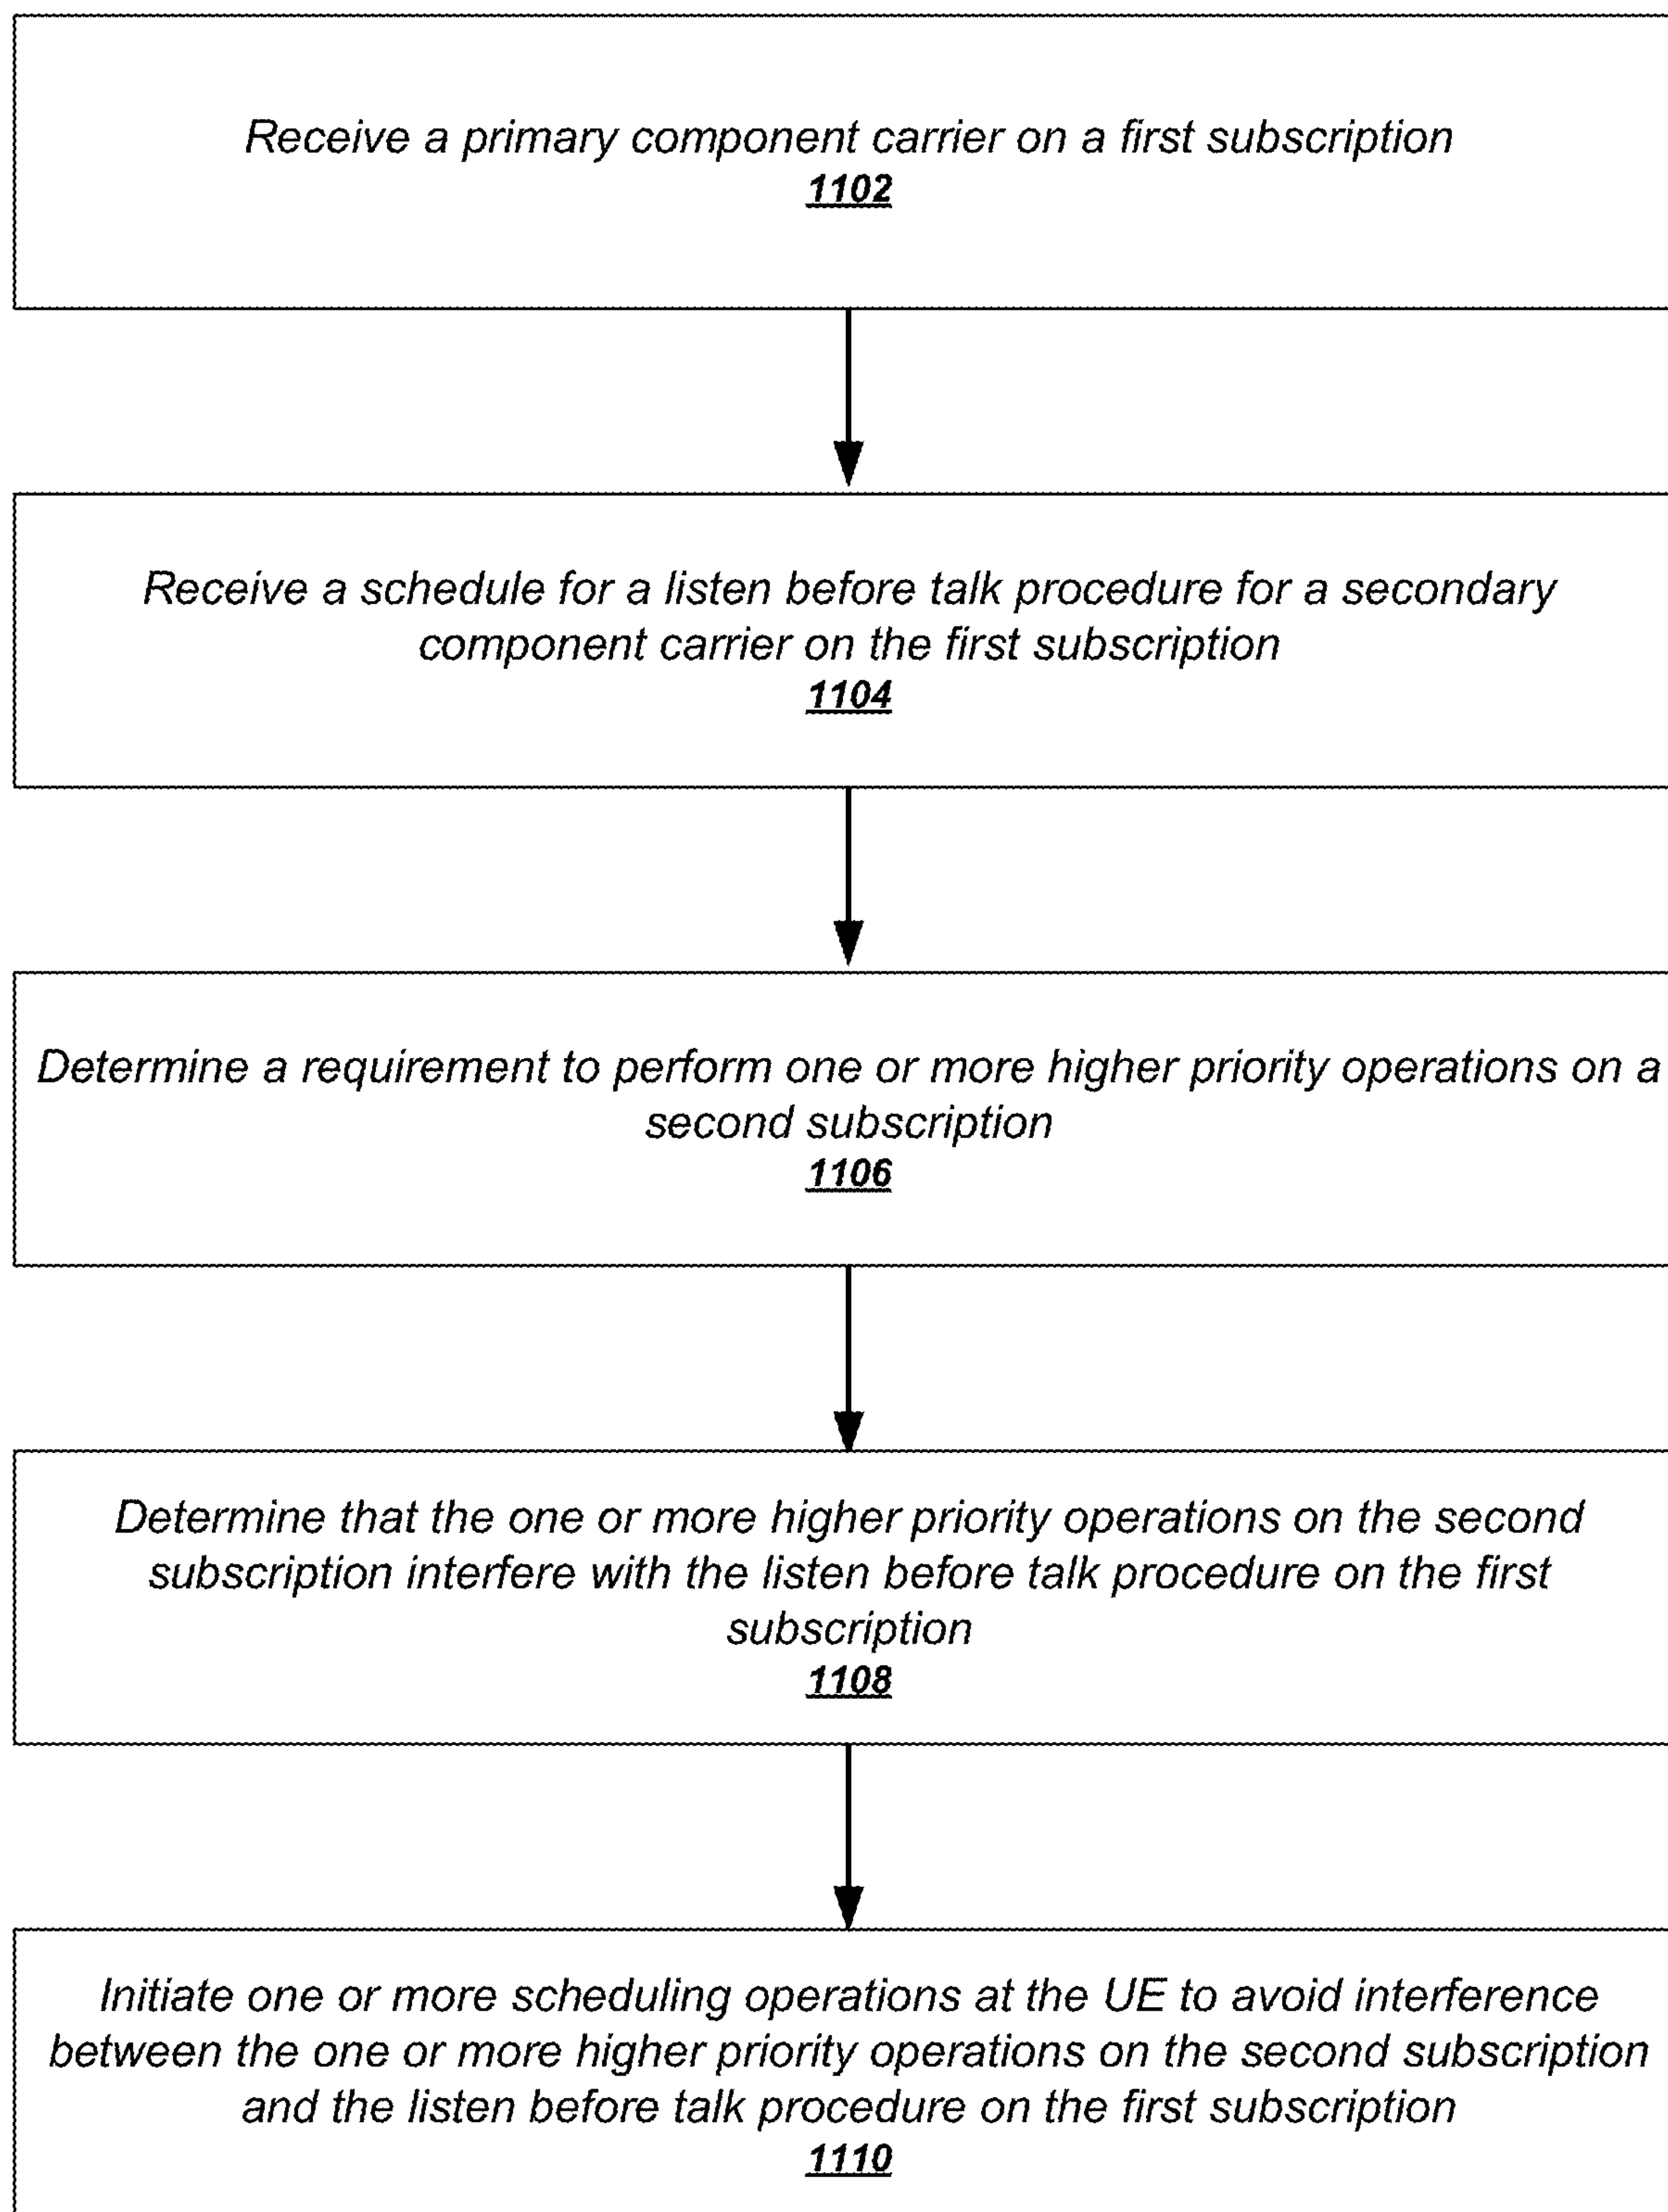 Receive a primary component carrier on a first subscription
1102
Receive a schedule for a listen before talk procedure for a secondary
component carrier on the first subscription
1104
Determine a requirement to perform one or more higher priority operations on a
second subscription
1106
Determine that the one or more higher priority operations on the second
subscription interfere with the listen before talk procedure on the first
subscription
1108
Initiate one or more scheduling operations at the UE to avoid interference
between the one or more higher priority operations on the second subscription
and the listen before talk procedure on the first subscription
1110